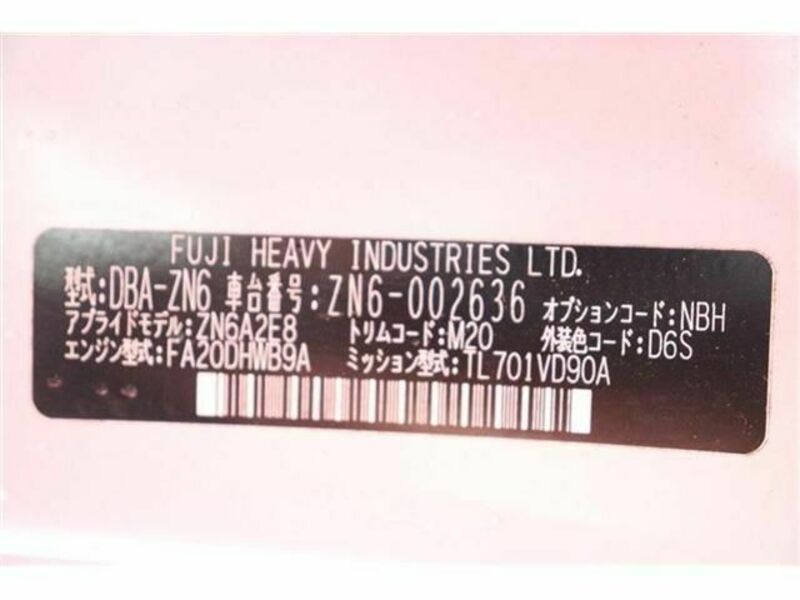 FUJI HEAVY INDUSTRIES LTD.
型式:DBA-ZN6 車台番号:ZN6-002636 オプションコード:NBH
アプライドモデル:ZN6A2E8 トリムコード:M20 外装色コード:D6S
エンジン型式:FA20DHWB9A ミッション型式:TL701VD90A